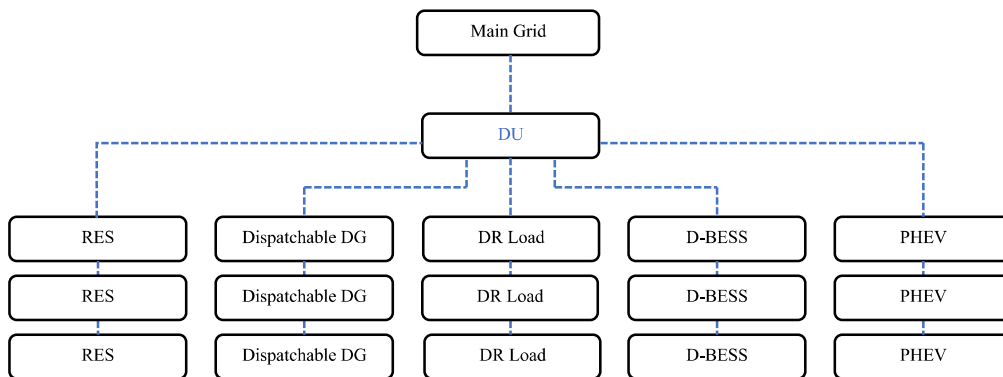 Main Grid
DU
RES
Dispatchable DG
DR Load
D-BESS
PHEV
RES
Dispatchable DG
DR Load
D-BESS
PHEV
RES
Dispatchable DG
DR Load
D-BESS
PHEV